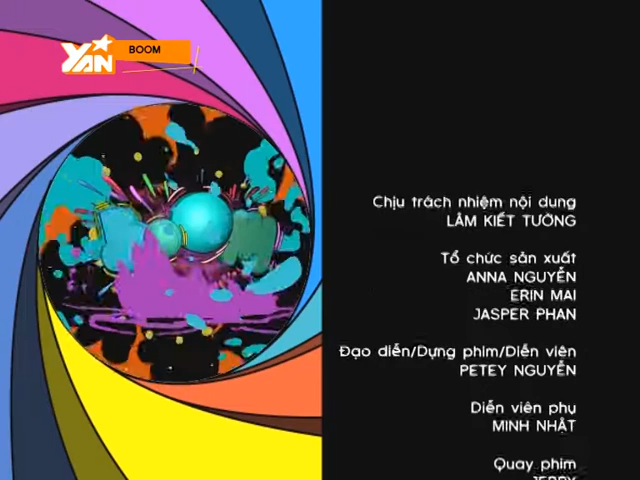 YAN
BOOM
Chịu trách nhiệm nội dung
LÂM KIẾT TƯỜNG
Tổ chức sản xuất
ANNA NGUYỄN
ERIN MAI
JASPER PHAN
Đạo diễn/Dựng phim/Diễn viên
PETEY NGUYỄN
Diễn viên phụ
MINH NHẬT
Quay phim
JERRY